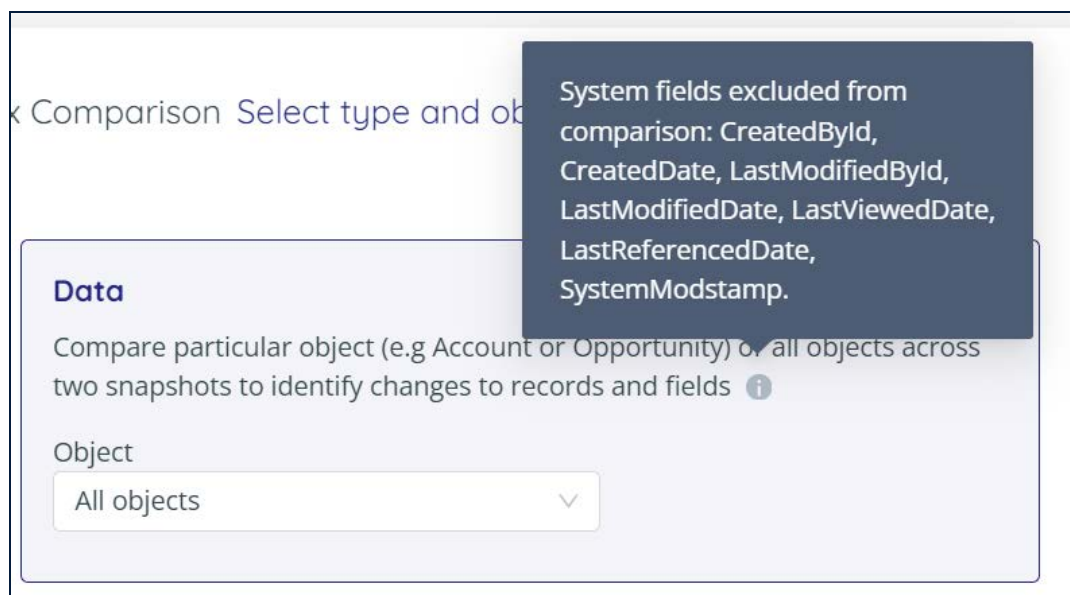 x Comparison Select type and ob
System fields excluded from
comparison: CreatedById,
CreatedDate, LastModifiedById,
LastModifiedDate, LastViewedDate,
LastReferencedDate,
SystemModstamp.
Data
Compare particular object (e.g Account or Opportunity) or all objects across
two snapshots to identify changes to records and fields
Object
All objects